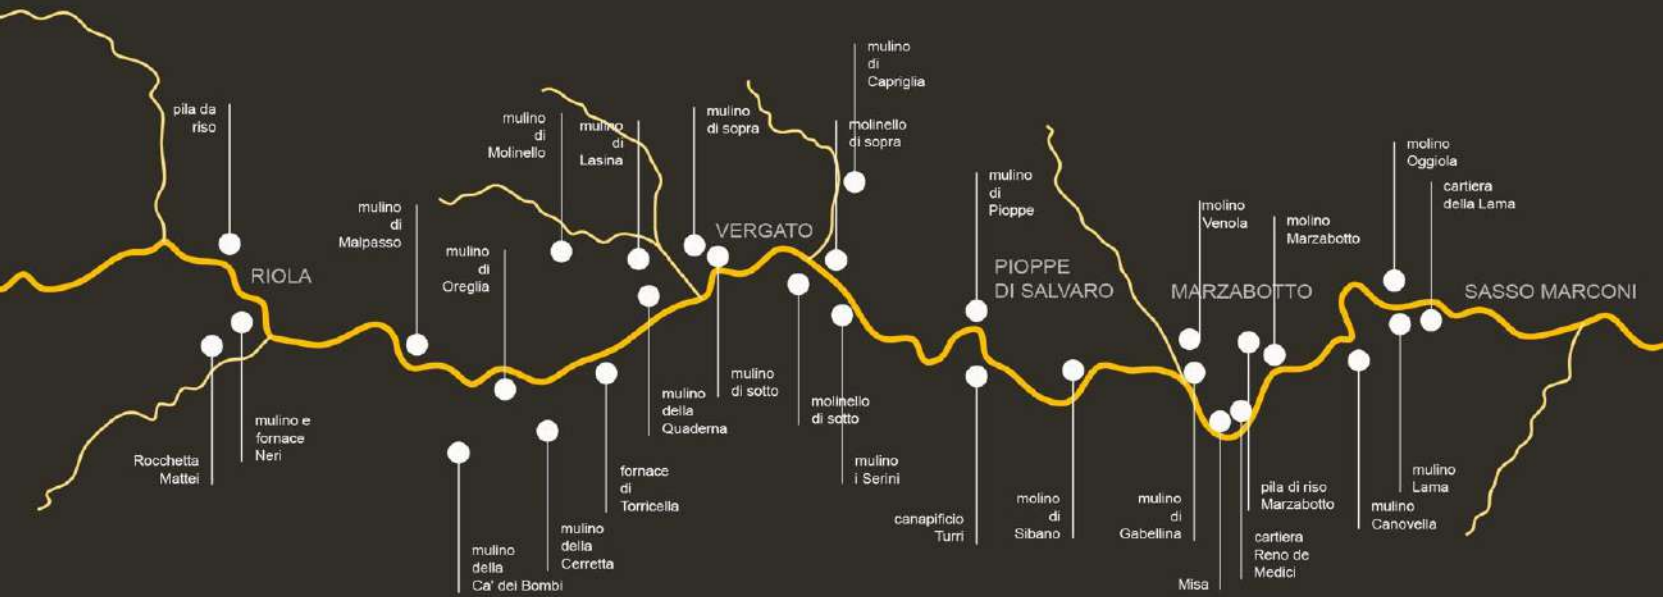 pila da
riso
RIOLA
Rocchetta
Mattei
mulino e
fornace
Neri
mulino
di
Malpasso
mulino
di
Oreglia
mulino
della
Ca' dei Bombi
mulino
di
Molinello
mulino
della
Cerretta
mulino
di
Lasina
fornace
di
Torricella
mulino
della
Quaderna
mulino
di sopra
VERGATO
mulino
di sotto
molinello
di sotto
mulino
di
Capriglia
molinello
di sopra
mulino
i Serini
mulino
di
Pioppe
PIOPPE
DI SALVARO
canapificio
Turri
molino
di
Sibano
molino
Venola
MARZABOTTO
mulino
di
Gabellina
Misa
molino
Marzabotto
pila di riso
Marzabotto
cartiera
Reno de
Medici
molino
Oggiola
cartiera
della Lama
SASSO MARCONI
mulino
Canovella
mulino
Lama